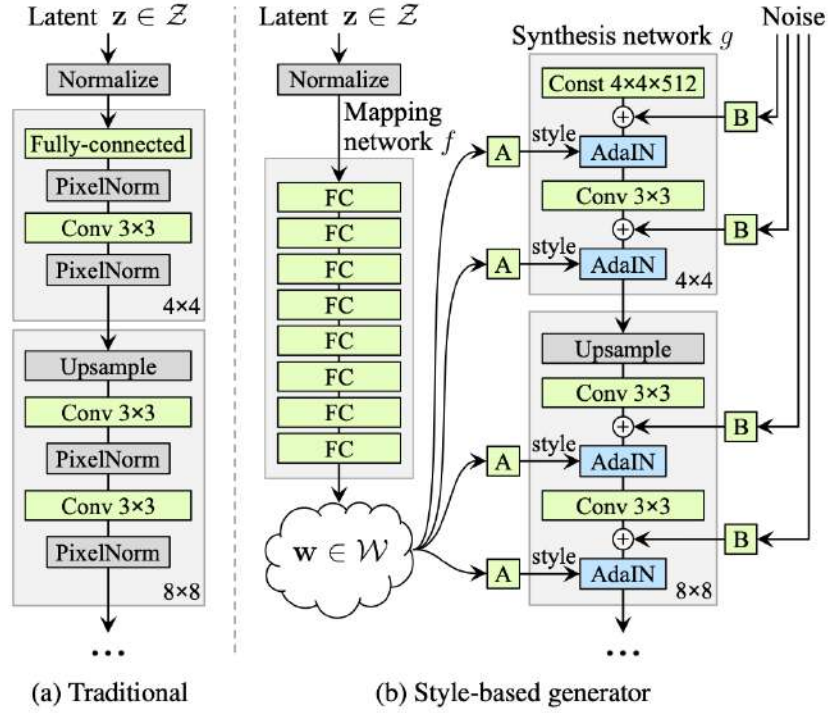 Latent z ∈ Z
Normalize
Fully-connected
PixelNorm
Conv 3×3
PixelNorm
4×4
Upsample
Conv 3×3
PixelNorm
Conv 3×3
PixelNorm
8×8
...
(a) Traditional
Latent z ∈ Z
Normalize
Mapping
network f
FC
FC
FC
FC
FC
FC
FC
FC
w ∈ W
A
style
A
style
A
style
A
style
Noise
Synthesis network g
Const 4×4×512
+
B
AdaIN
Conv 3×3
+
B
AdaIN
4×4
Upsample
Conv 3×3
+
B
AdaIN
Conv 3×3
+
B
AdaIN
8×8
...
(b) Style-based generator